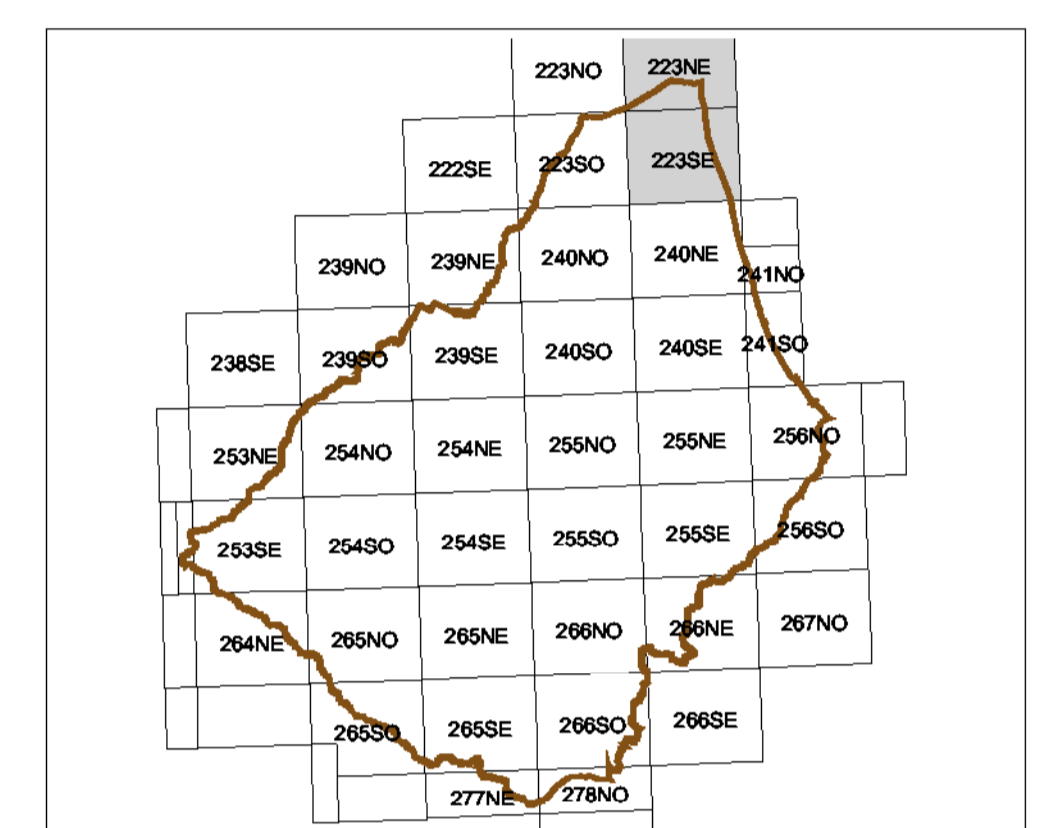 223NO 223NE
222SE 223SO 223SE
239NO 239NE 240NO 240NE 241NO
238SE 239SO 239SE 240SO 240SE 241SO
253NE 254NO 254NE 255NO 255NE 256NO
253SE 254SO 254SE 255SO 255SE 256SO
264NE 265NO 265NE 266NO 266NE 267NO
265SO 265SE 266SO 266SE
277NE 278NO